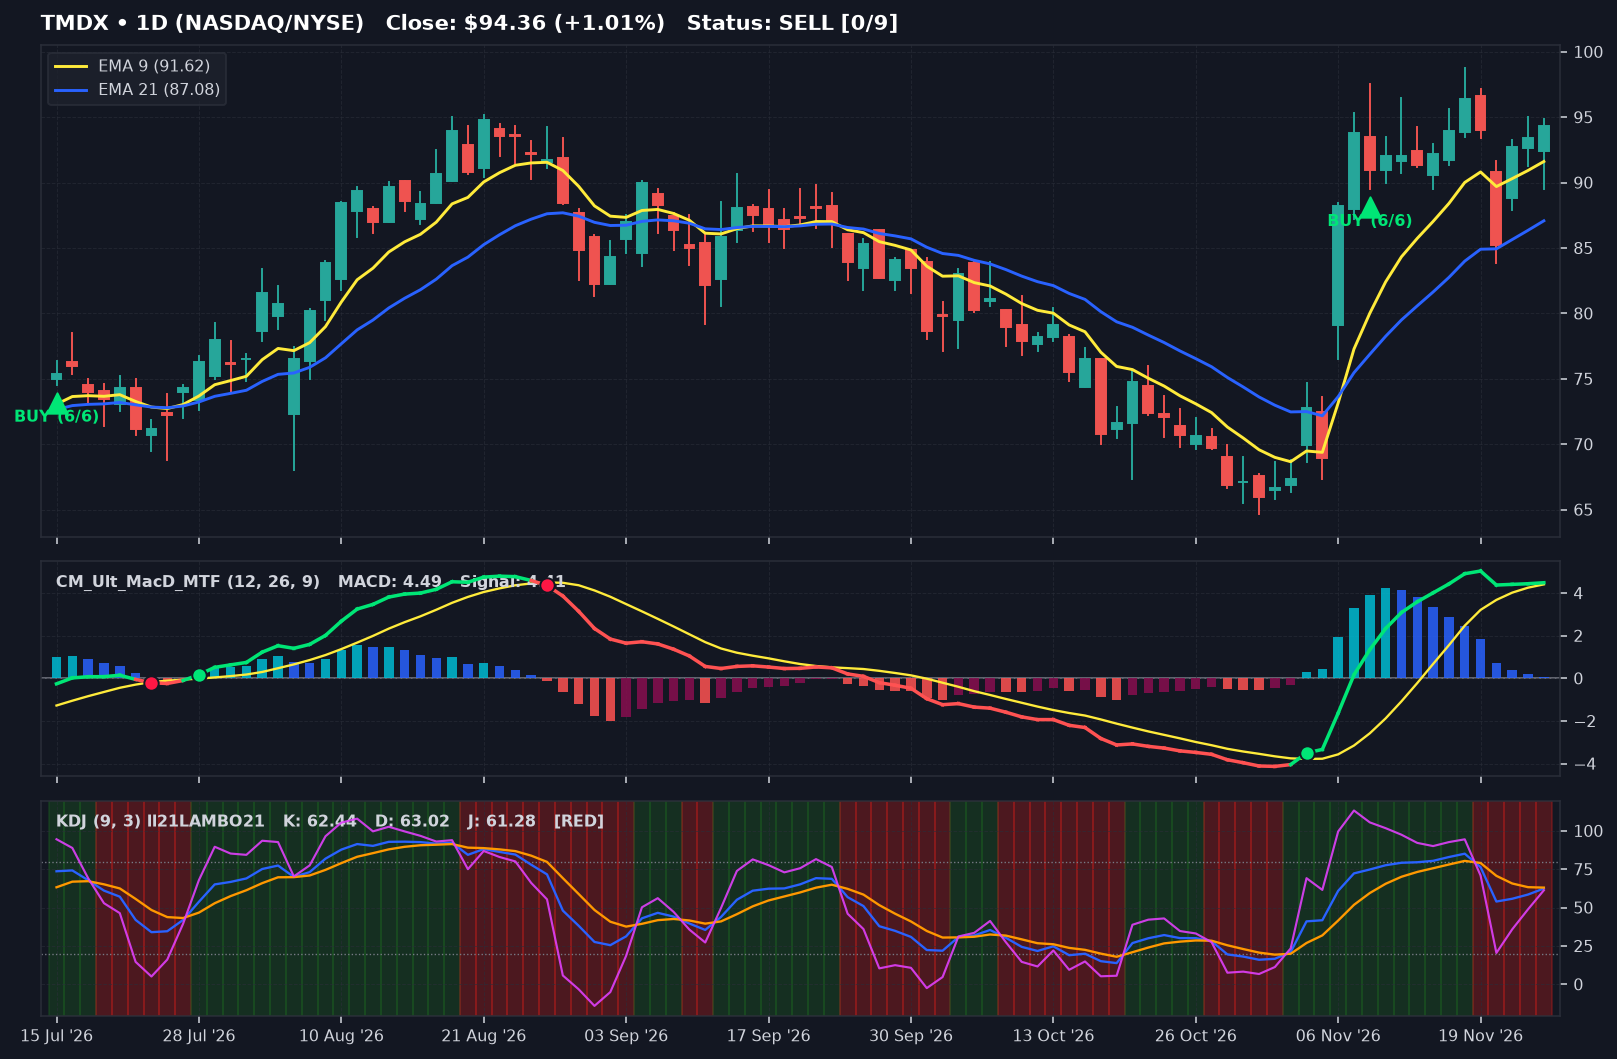 TMDX • 1D (NASDAQ/NYSE)   Close: $94.36 (+1.01%)   Status: SELL [0/9]
EMA 9 (91.62)
EMA 21 (87.08)
100
95
90
85
80
75
70
65
BUY (6/6)
BUY (6/6)
CM_Ult_MacD_MTF (12, 26, 9)   MACD: 4.49   Signal: 4.41
4
2
0
−2
−4
KDJ (9, 3) II21LAMBO21   K: 62.44   D: 63.02   J: 61.28   [RED]
100
75
50
25
0
15 Jul '26   28 Jul '26   10 Aug '26   21 Aug '26   03 Sep '26   17 Sep '26   30 Sep '26   13 Oct '26   26 Oct '26   06 Nov '26   19 Nov '26